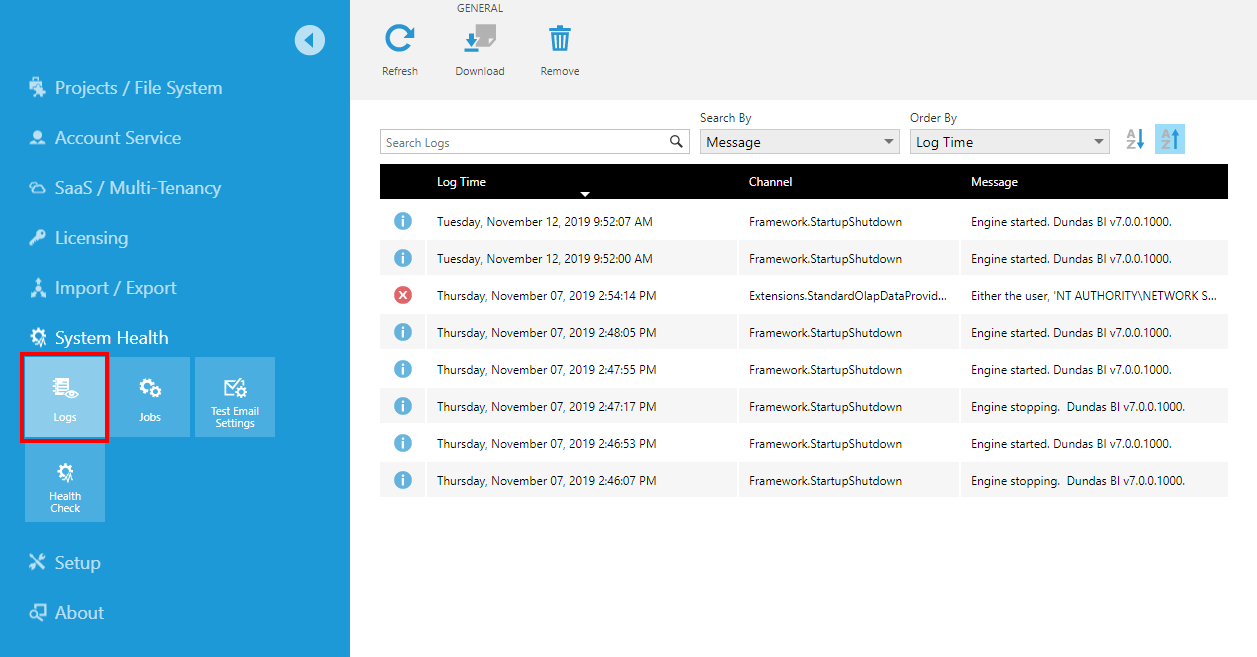 Projects / File System
Account Service
SaaS / Multi-Tenancy
Licensing
Import / Export
System Health
Logs
Jobs
Test Email
Settings
Health
Check
Setup
About
GENERAL
Refresh
Download
Remove
Search By
Order By
Search Logs
Message
Log Time
A
Z
A
Z
Log Time Channel Message
Tuesday, November 12, 2019 9:52:07 AM Framework.StartupShutdown Engine started. Dundas BI v7.0.0.1000.
Tuesday, November 12, 2019 9:52:00 AM Framework.StartupShutdown Engine started. Dundas BI v7.0.0.1000.
Thursday, November 07, 2019 2:54:14 PM Extensions.StandardOlapDataProvid... Either the user, 'NT AUTHORITY\NETWORK S...
Thursday, November 07, 2019 2:48:05 PM Framework.StartupShutdown Engine started. Dundas BI v7.0.0.1000.
Thursday, November 07, 2019 2:47:55 PM Framework.StartupShutdown Engine started. Dundas BI v7.0.0.1000.
Thursday, November 07, 2019 2:47:17 PM Framework.StartupShutdown Engine stopping.  Dundas BI v7.0.0.1000.
Thursday, November 07, 2019 2:46:53 PM Framework.StartupShutdown Engine started. Dundas BI v7.0.0.1000.
Thursday, November 07, 2019 2:46:07 PM Framework.StartupShutdown Engine stopping.  Dundas BI v7.0.0.1000.